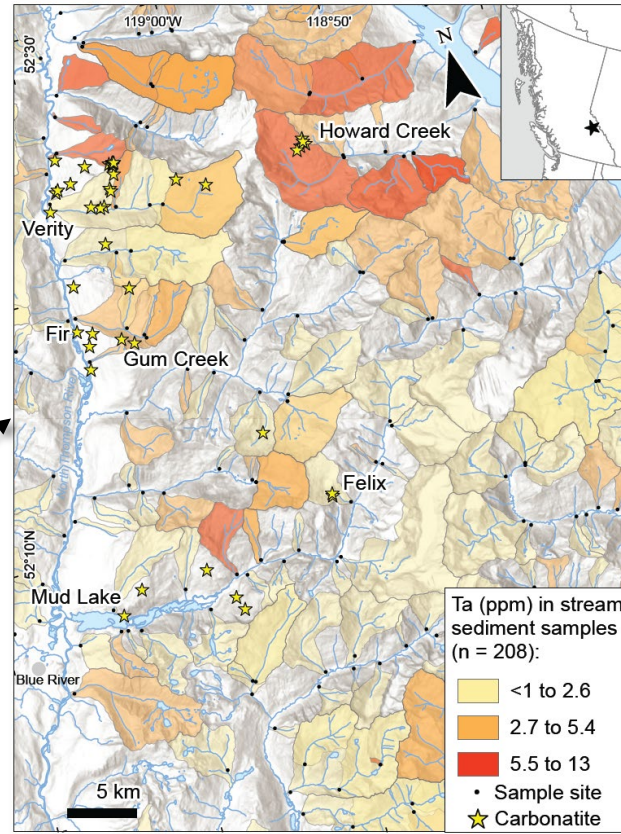 119°00'W
118°50'
52°30'
N
Howard Creek
Verity
Fir
Gum Creek
North Thompson River
Felix
52°10'N
Mud Lake
Blue River
5 km
Ta (ppm) in stream
sediment samples
(n = 208):
<1 to 2.6
2.7 to 5.4
5.5 to 13
Sample site
Carbonatite